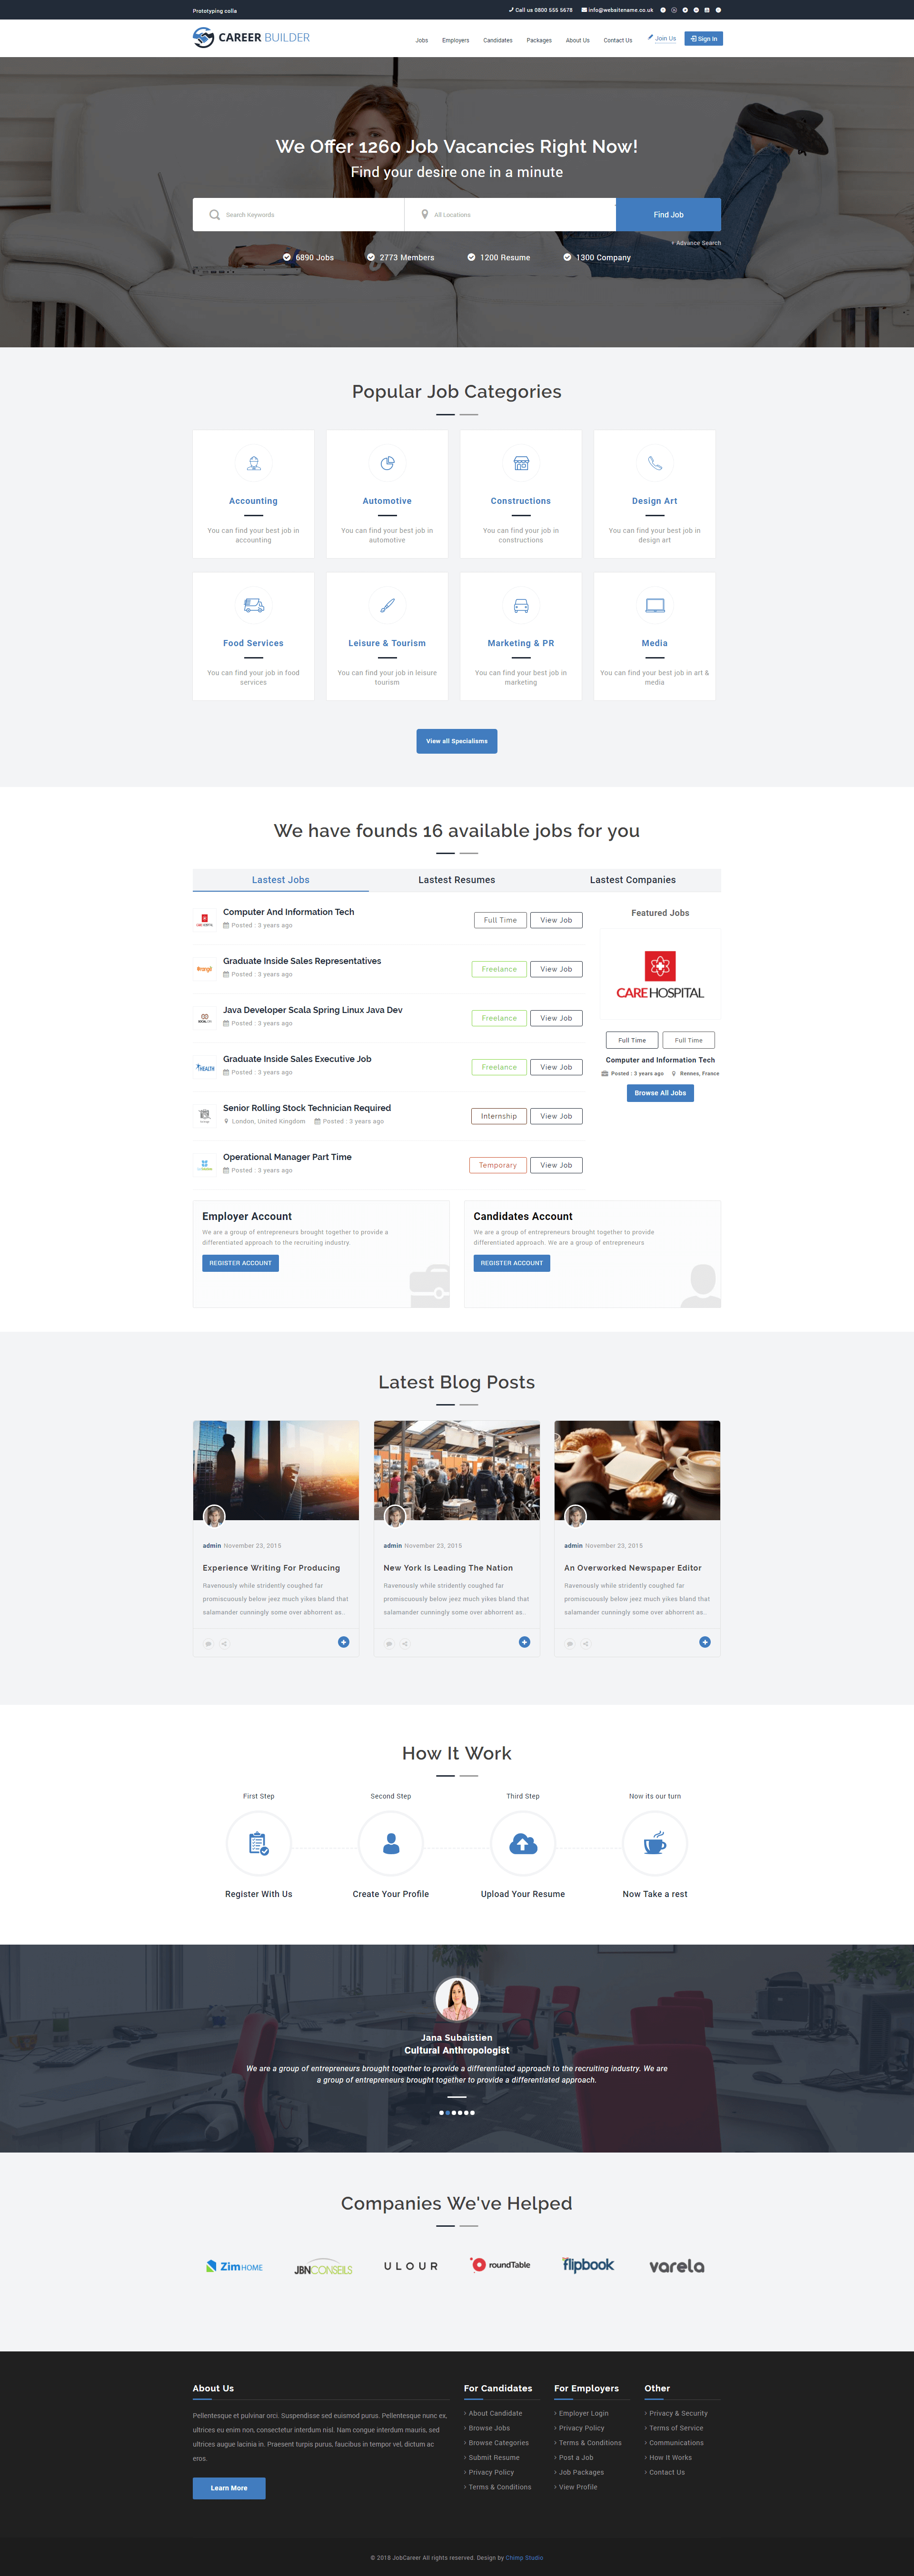 Prototyping colla
Call us 0800 555 5678 info@websitename.co.uk
CAREER BUILDER
Jobs Employers Candidates Packages About Us Contact Us Join Us Sign In
We Offer 1260 Job Vacancies Right Now!
Find your desire one in a minute
Search Keywords All Locations Find Job
Advance Search
6890 Jobs 2773 Members 1200 Resume 1300 Company
Popular Job Categories
Accounting
You can find your best job in
accounting
Automotive
You can find your best job in
automotive
Constructions
You can find your job in
constructions
Design Art
You can find your best job in
design art
Food Services
You can find your job in food
services
Leisure & Tourism
You can find your job in leisure
tourism
Marketing & PR
You can find your best job in
marketing
Media
You can find your best job in art &
media
View all Specialisms
We have founds 16 available jobs for you
Lastest Jobs Lastest Resumes Lastest Companies
Computer And Information Tech
Posted : 3 years ago
Full Time View Job
Graduate Inside Sales Representatives
Posted : 3 years ago
Freelance View Job
Java Developer Scala Spring Linux Java Dev
Posted : 3 years ago
Freelance View Job
HEALTH
Graduate Inside Sales Executive Job
Posted : 3 years ago
Freelance View Job
Senior Rolling Stock Technician Required
London, United Kingdom Posted : 3 years ago
Internship View Job
Operational Manager Part Time
Posted : 3 years ago
Temporary View Job
Featured Jobs
CAREHOSPITAL
Full Time Full Time
Computer and Information Tech
Posted : 3 years ago Rennes, France
Browse All Jobs
Employer Account
We are a group of entrepreneurs brought together to provide a
differentiated approach to the recruiting industry.
REGISTER ACCOUNT
Candidates Account
We are a group of entrepreneurs brought together to provide
differentiated approach. We are a group of entrepreneurs
REGISTER ACCOUNT
Latest Blog Posts
admin November 23, 2015
Experience Writing For Producing
Ravenously while stridently coughed far
promiscuously below jeez much yikes bland that
salamander cunningly some over abhorrent as..
admin November 23, 2015
New York Is Leading The Nation
Ravenously while stridently coughed far
promiscuously below jeez much yikes bland that
salamander cunningly some over abhorrent as..
admin November 23, 2015
An Overworked Newspaper Editor
Ravenously while stridently coughed far
promiscuously below jeez much yikes bland that
salamander cunningly some over abhorrent as..
How It Work
First Step Second Step Third Step Now its our turn
Register With Us Create Your Profile Upload Your Resume Now Take a rest
Jana Subaistien
Cultural Anthropologist
We are a group of entrepreneurs brought together to provide a differentiated approach to the recruiting industry. We are
a group of entrepreneurs brought together to provide a differentiated approach.
Companies We've Helped
Zim HOME JBNCONSEILS ULOUR roundTable flipbook varela
About Us
Pellentesque et pulvinar orci. Suspendisse sed euismod purus. Pellentesque nunc ex,
ultrices eu enim non, consectetur interdum nisl. Nam congue interdum mauris, sed
ultrices augue lacinia in. Praesent turpis purus, faucibus in tempor vel, dictum ac
eros.
Learn More
For Candidates
About Candidate
Browse Jobs
Browse Categories
Submit Resume
Privacy Policy
Terms & Conditions
For Employers
Employer Login
Privacy Policy
Terms & Conditions
Post a Job
Job Packages
View Profile
Other
Privacy & Security
Terms of Service
Communications
How It Works
Contact Us
© 2018 JobCareer All rights reserved. Design by Chimp Studio